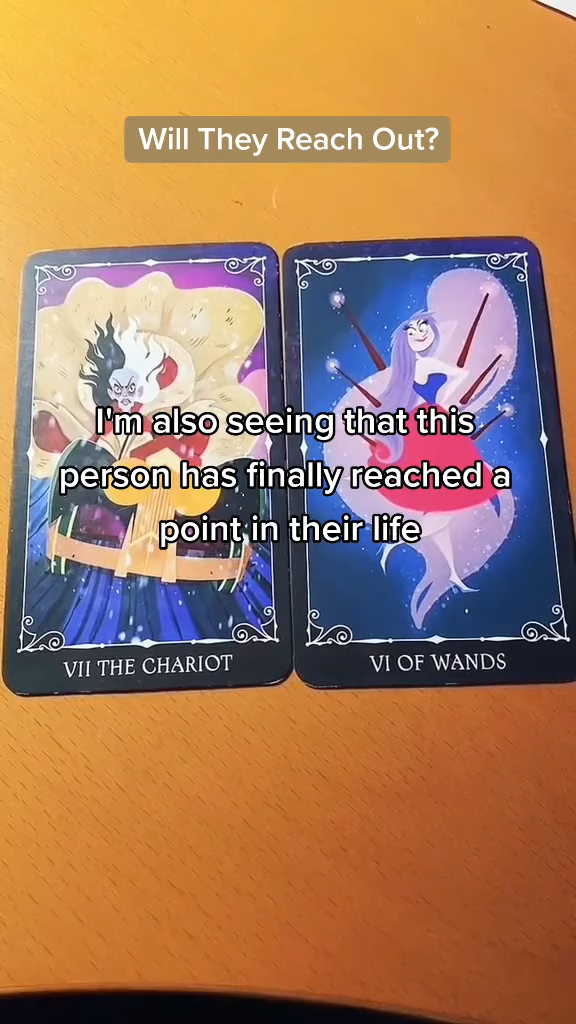 Will They Reach Out?
I'm also seeing that this
person has finally reached a
point in their life
VII THE CHARIOT
VI OF WANDS